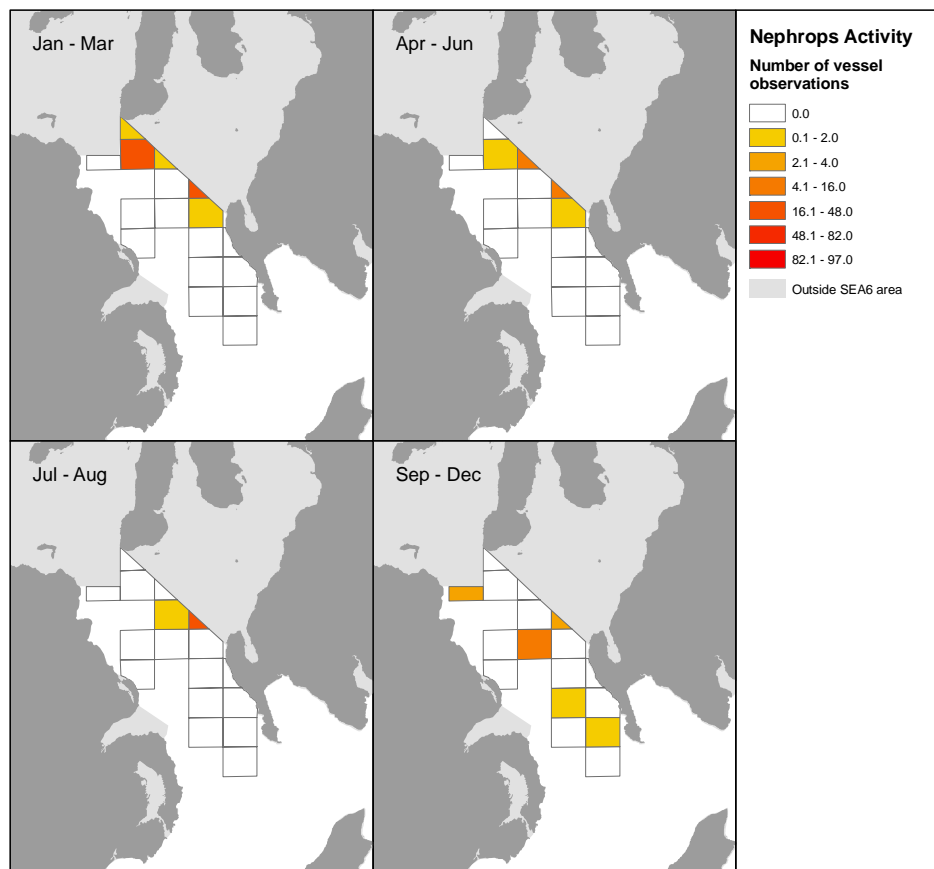 Jan - Mar
Apr - Jun
Jul - Aug
Sep - Dec
Nephrops Activity
Number of vessel
observations
0.0
0.1 - 2.0
2.1 - 4.0
4.1 - 16.0
16.1 - 48.0
48.1 - 82.0
82.1 - 97.0
Outside SEA6 area